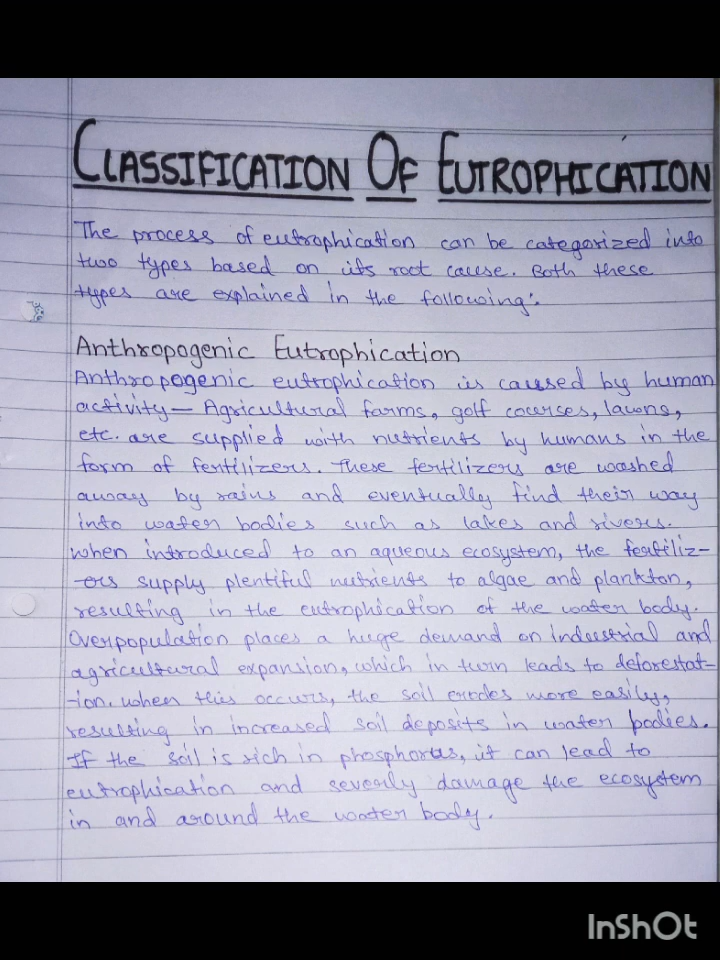 CLASSIFICATION OF EUTROPHICATION
The process of eutrophication can be categorized into
two types based on its root cause. Both these
types are explained in the following:
Anthropogenic Eutrophication
Anthropogenic eutrophication is caused by human
activity— Agricultural farms, golf courses, lawns,
etc. are supplied with nutrients by humans in the
form of fertilizers. These fertilizers are washed
away by rains and eventually find their way
into water bodies such as lakes and rivers.
when introduced to an aqueous ecosystem, the fertiliz-
-ers supply plentiful nutrients to algae and plankton,
resulting in the eutrophication of the water body.
Overpopulation places a huge demand on industrial and
agricultural expansion, which in turn leads to deforestat-
-ion. when this occurs, the soil erodes more easily,
resulting in increased soil deposits in water bodies.
If the soil is rich in phosphorus, it can lead to
eutrophication and severly damage the ecosystem
in and around the water body.
InShOt